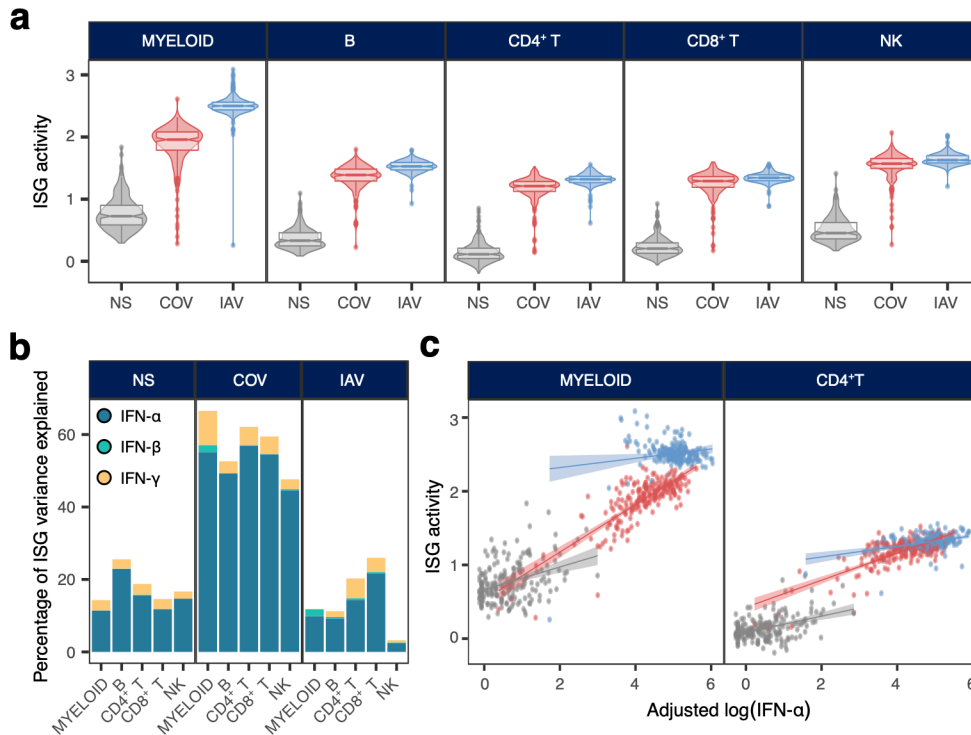 a
MYELOID B CD4⁺ T CD8⁺ T NK
ISG activity
3
2
1
0
NS COV IAV NS COV IAV NS COV IAV NS COV IAV NS COV IAV
b
NS COV IAV
Percentage of ISG variance explained
60
40
20
0
IFN-α
IFN-β
IFN-γ
MYELOID B CD4⁺ T CD8⁺ T NK MYELOID B CD4⁺ T CD8⁺ T NK MYELOID B CD4⁺ T CD8⁺ T NK
c
MYELOID CD4⁺T
ISG activity
3
2
1
0
0 2 4 6 0 2 4 6
Adjusted log(IFN-α)